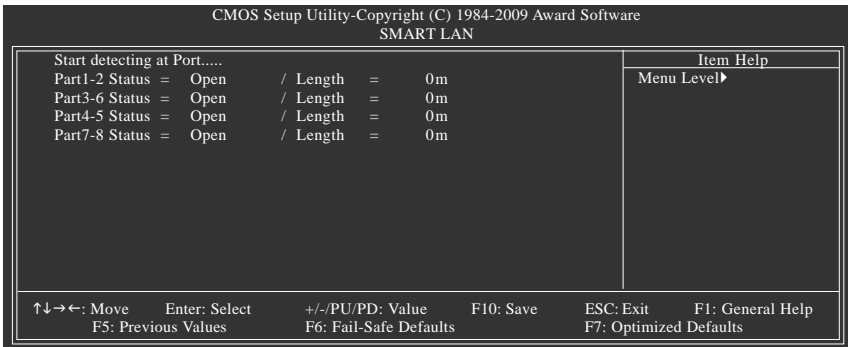 CMOS Setup Utility-Copyright (C) 1984-2009 Award Software
SMART LAN
Start detecting at Port.....
Part1-2 Status = Open / Length = 0m
Part3-6 Status = Open / Length = 0m
Part4-5 Status = Open / Length = 0m
Part7-8 Status = Open / Length = 0m
Item Help
Menu Level▶
↑↓→←: Move Enter: Select +/-/PU/PD: Value F10: Save ESC: Exit F1: General Help
F5: Previous Values F6: Fail-Safe Defaults F7: Optimized Defaults